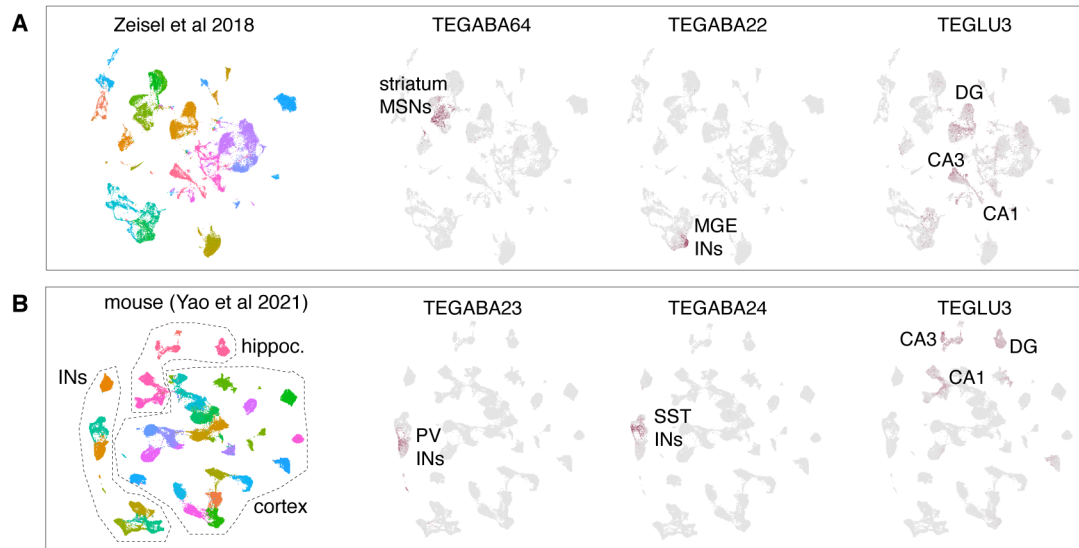 A
Zeisel et al 2018
TEGABA64
TEGABA22
TEGLU3
striatum
MSNs
MGE
INs
DG
CA3
CA1
B
mouse (Yao et al 2021)
TEGABA23
TEGABA24
TEGLU3
hippoc.
INs
cortex
PV
INs
SST
INs
CA3
DG
CA1